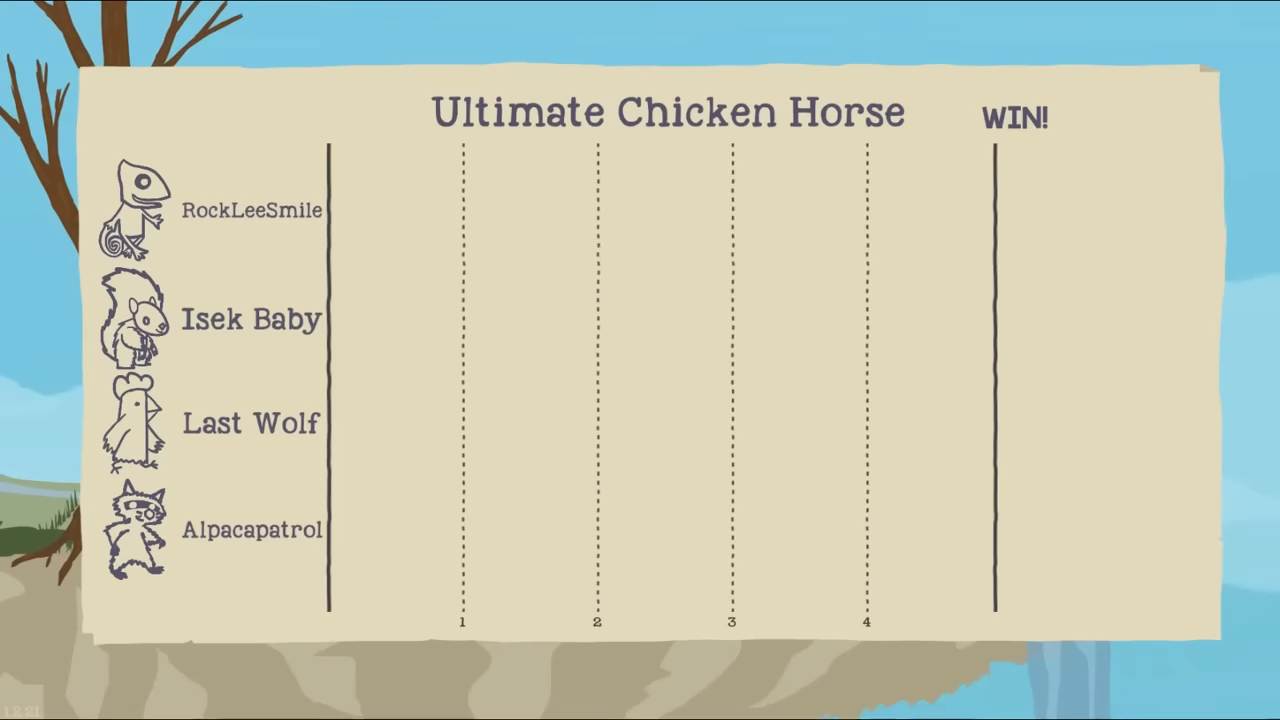 Ultimate Chicken Horse
WIN!
RockLeeSmile
Isek Baby
Last Wolf
Alpacapatrol
1 2 3 4